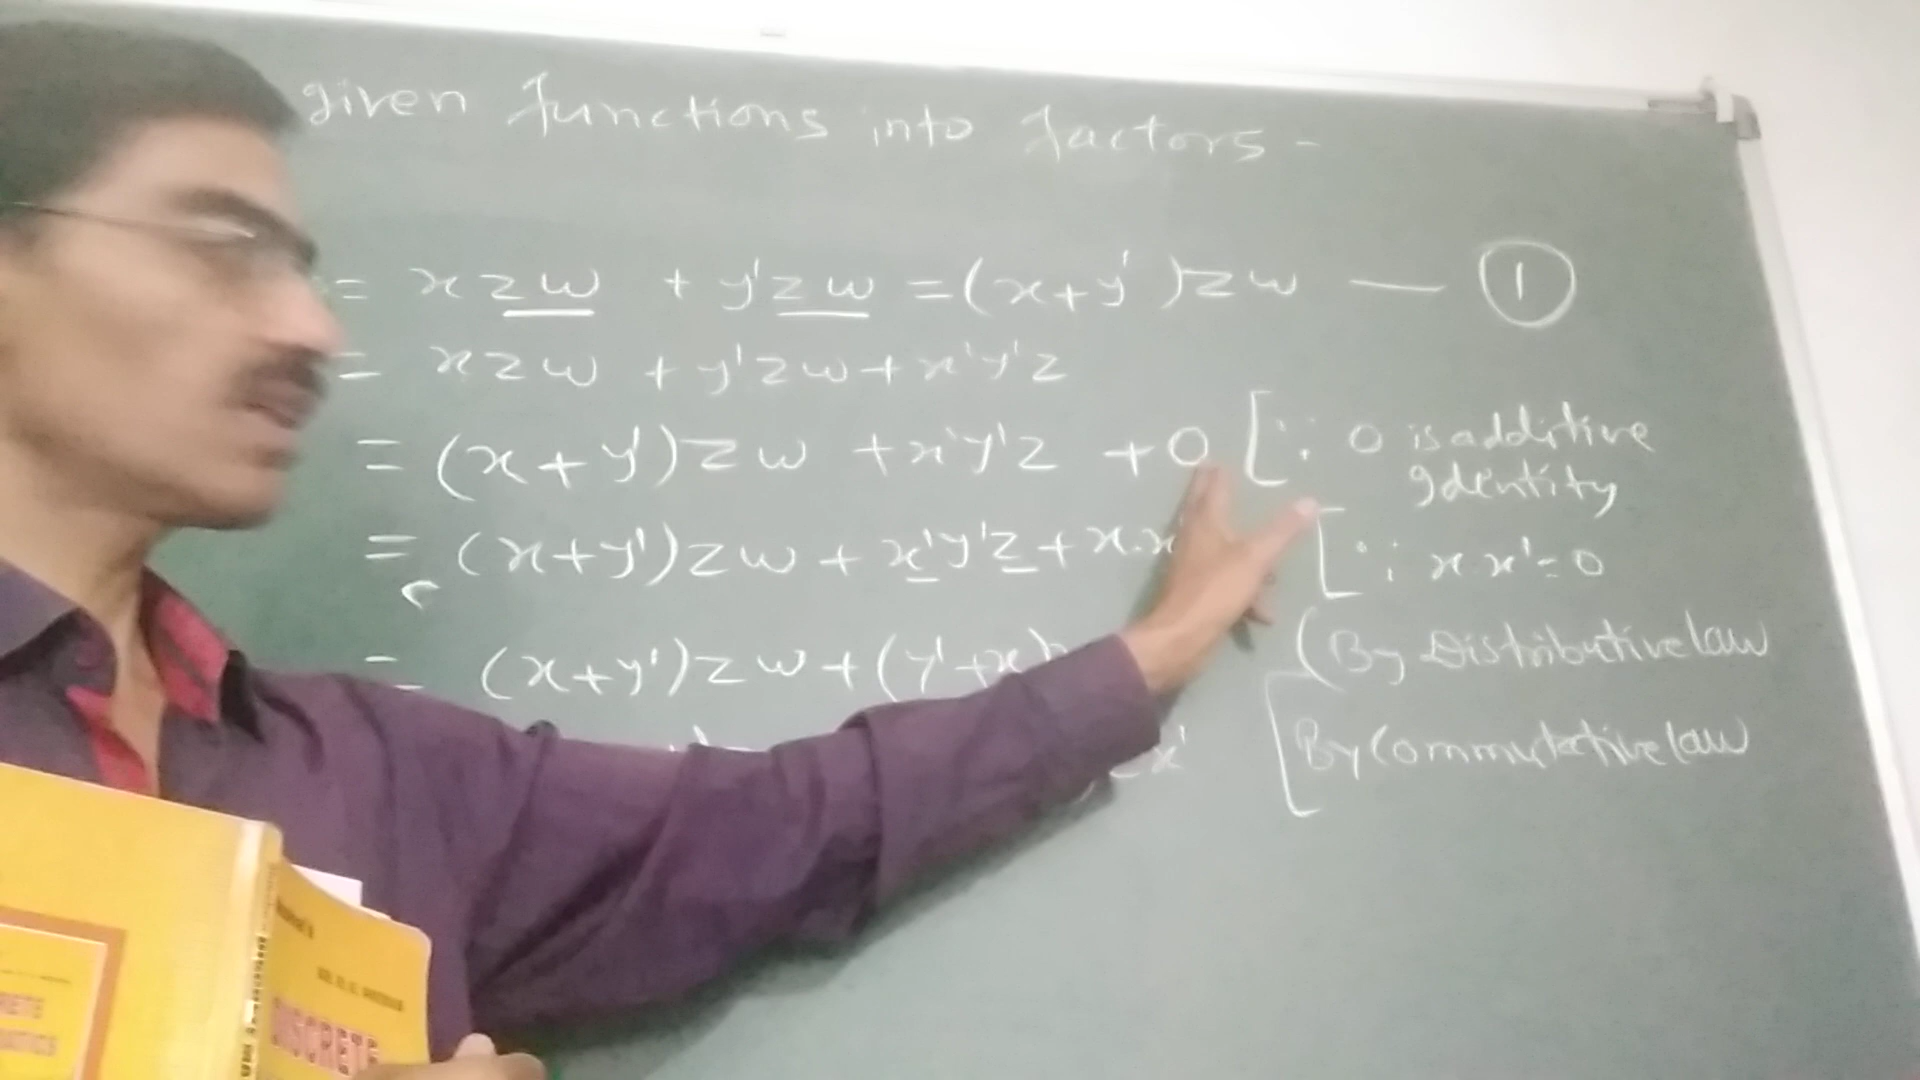 given functions into factors -
= xzw + y'zw = (x+y')zw — ①
= xzw + y'zw + x'y'z
= (x+y')zw + x'y'z + 0 [∵ 0 is additive
Identity
= (x+y')zw + x'y'z + x.x' [∵ x x' = 0
= (x+y')zw + (y'+x) (By Distributive law
x' [By Commutative law
DISCRETE